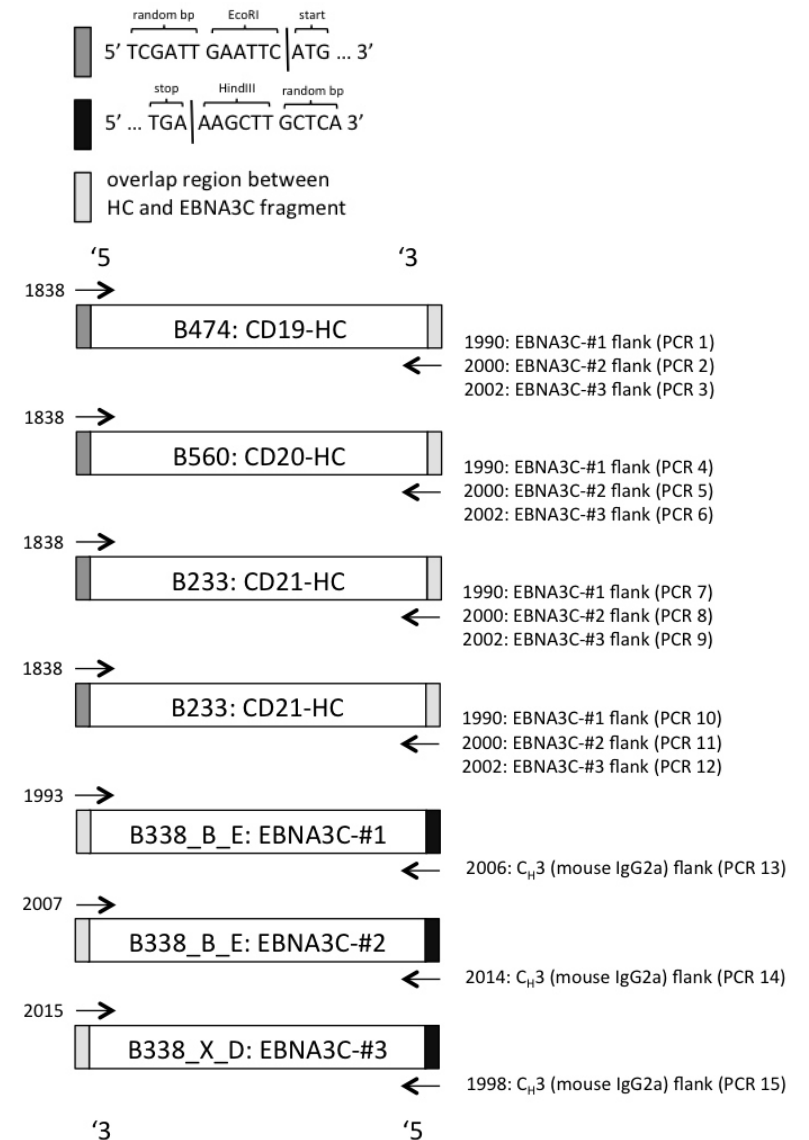 random bp EcoRI start
5’ TCGATT GAATTC ATG ... 3’
stop HindIII random bp
5’ ... TGA AAGCTT GCTCA 3’
overlap region between
HC and EBNA3C fragment
‘5 ‘3
1838
B474: CD19-HC
1990: EBNA3C-#1 flank (PCR 1)
2000: EBNA3C-#2 flank (PCR 2)
2002: EBNA3C-#3 flank (PCR 3)
1838
B560: CD20-HC
1990: EBNA3C-#1 flank (PCR 4)
2000: EBNA3C-#2 flank (PCR 5)
2002: EBNA3C-#3 flank (PCR 6)
1838
B233: CD21-HC
1990: EBNA3C-#1 flank (PCR 7)
2000: EBNA3C-#2 flank (PCR 8)
2002: EBNA3C-#3 flank (PCR 9)
1838
B233: CD21-HC
1990: EBNA3C-#1 flank (PCR 10)
2000: EBNA3C-#2 flank (PCR 11)
2002: EBNA3C-#3 flank (PCR 12)
1993
B338_B_E: EBNA3C-#1
2006: CH3 (mouse IgG2a) flank (PCR 13)
2007
B338_B_E: EBNA3C-#2
2014: CH3 (mouse IgG2a) flank (PCR 14)
2015
B338_X_D: EBNA3C-#3
1998: CH3 (mouse IgG2a) flank (PCR 15)
‘3 ‘5